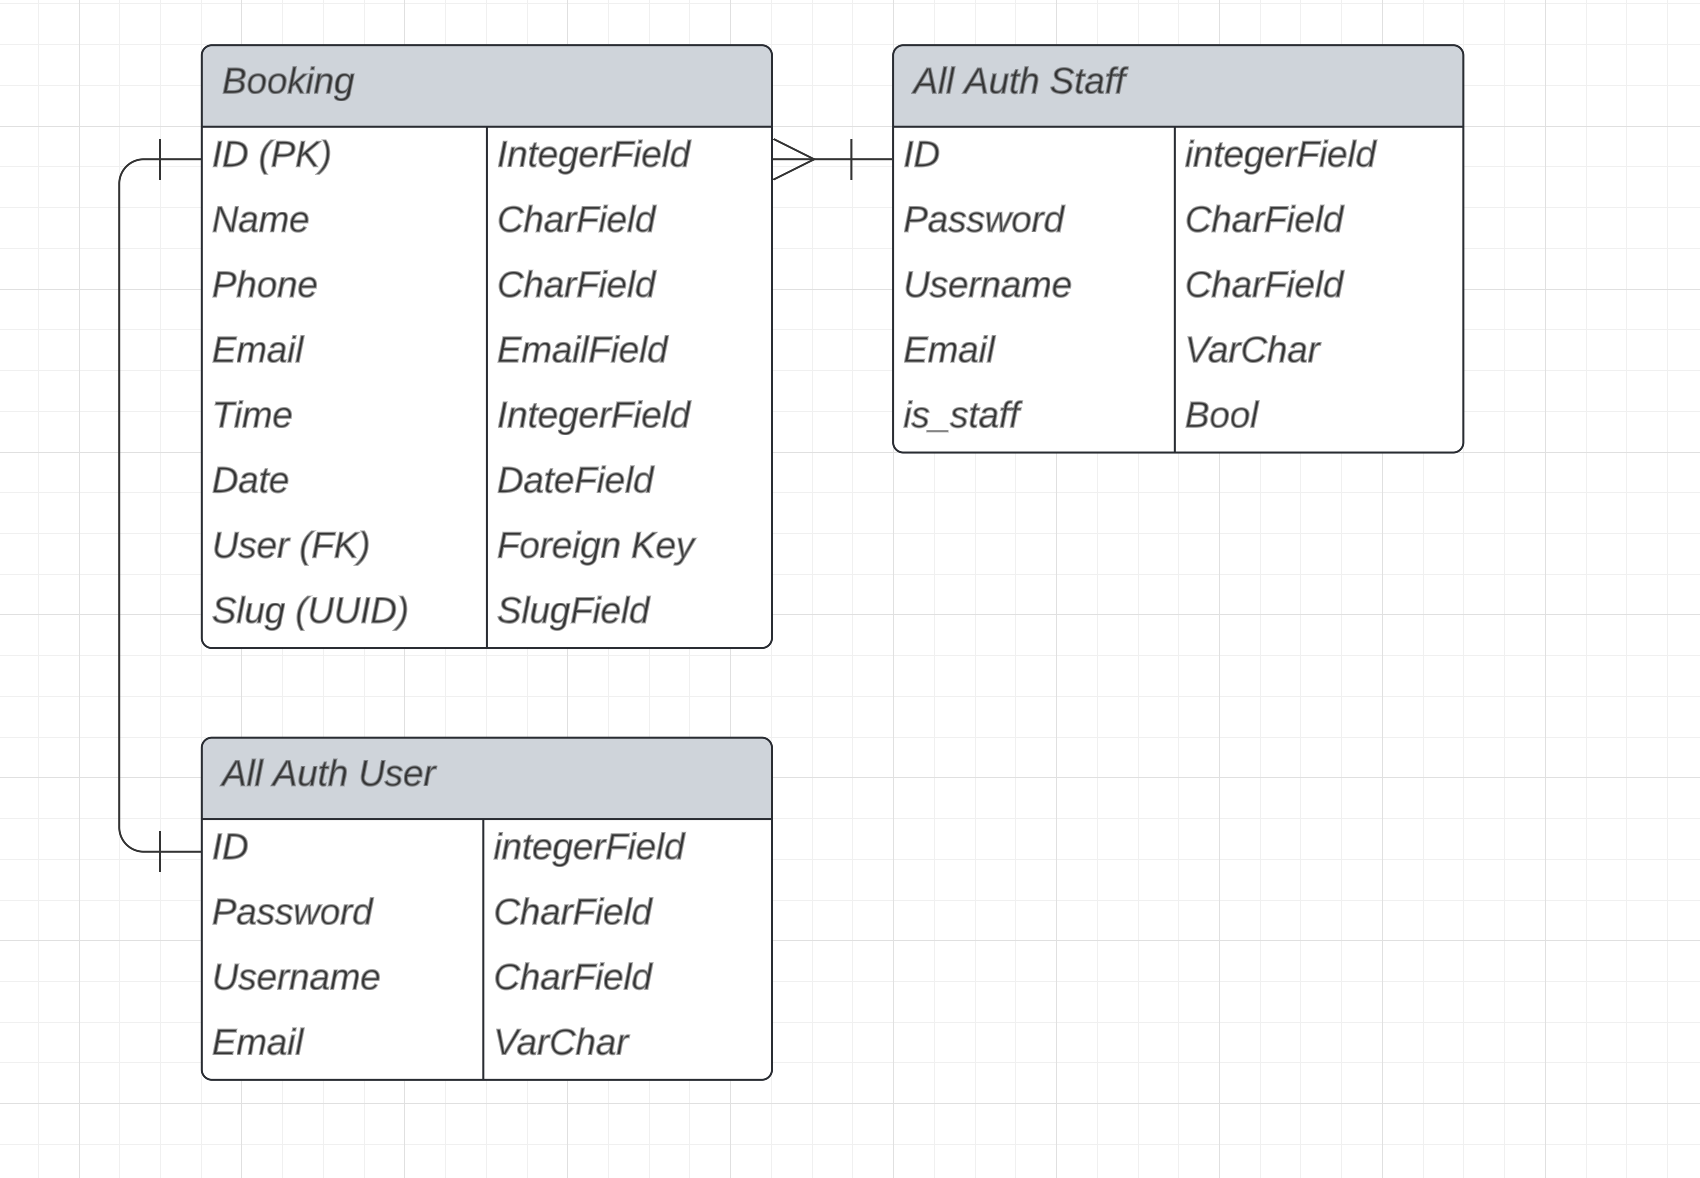 Booking
ID (PK) IntegerField
Name CharField
Phone CharField
Email EmailField
Time IntegerField
Date DateField
User (FK) Foreign Key
Slug (UUID) SlugField
All Auth Staff
ID integerField
Password CharField
Username CharField
Email VarChar
is_staff Bool
All Auth User
ID integerField
Password CharField
Username CharField
Email VarChar